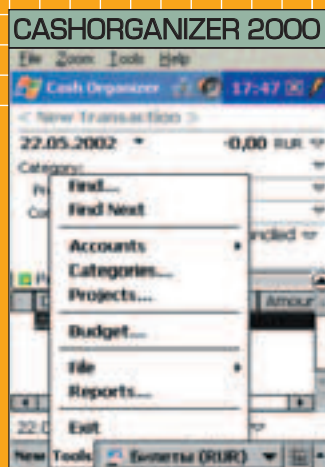 CASHORGANIZER 2000
File Zoom Tools Help
Cash Organizer 17:47
< New Transaction >
22.05.2002 -0,00 RUR
Category:
Find...
Find Next
Accounts
Categories...
Projects...
Budget...
Amour
File
Reports...
Exit
New Tools Билеты (RUR)